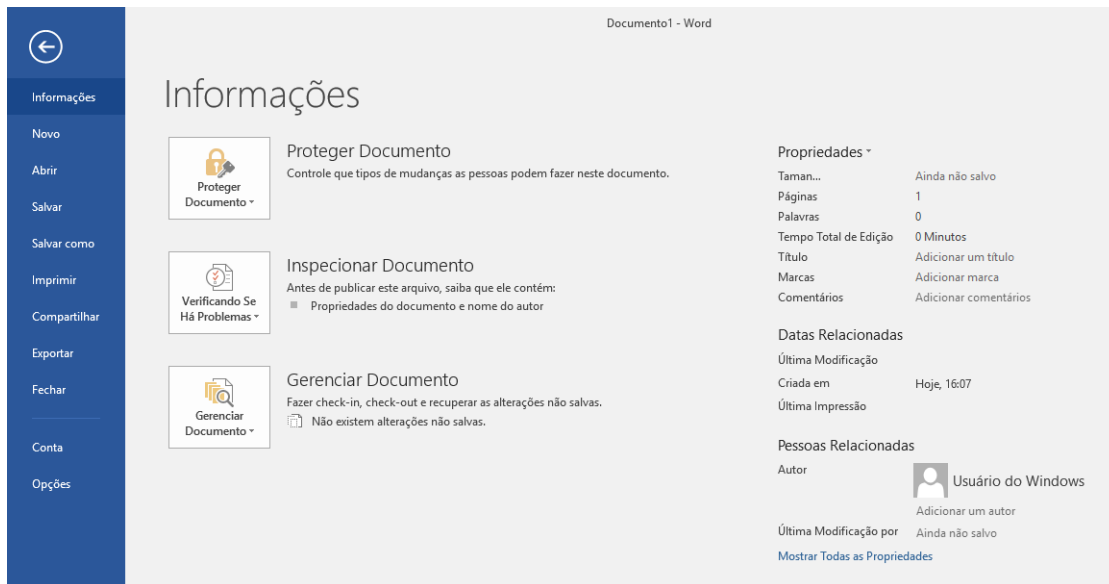 Documento1 - Word
Informações
Novo
Abrir
Salvar
Salvar como
Imprimir
Compartilhar
Exportar
Fechar
Conta
Opções
Informações
Proteger
Documento
Proteger Documento
Controle que tipos de mudanças as pessoas podem fazer neste documento.
Verificando Se
Há Problemas
Inspecionar Documento
Antes de publicar este arquivo, saiba que ele contém:
Propriedades do documento e nome do autor
Gerenciar
Documento
Gerenciar Documento
Fazer check-in, check-out e recuperar as alterações não salvas.
Não existem alterações não salvas.
Propriedades
Taman... Ainda não salvo
Páginas 1
Palavras 0
Tempo Total de Edição 0 Minutos
Título Adicionar um título
Marcas Adicionar marca
Comentários Adicionar comentários
Datas Relacionadas
Última Modificação
Criada em Hoje, 16:07
Última Impressão
Pessoas Relacionadas
Autor Usuário do Windows
Adicionar um autor
Última Modificação por Ainda não salvo
Mostrar Todas as Propriedades